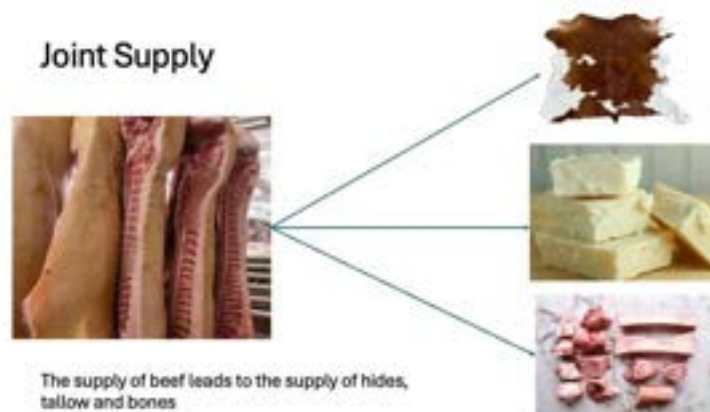 Joint Supply
The supply of beef leads to the supply of hides,
tallow and bones